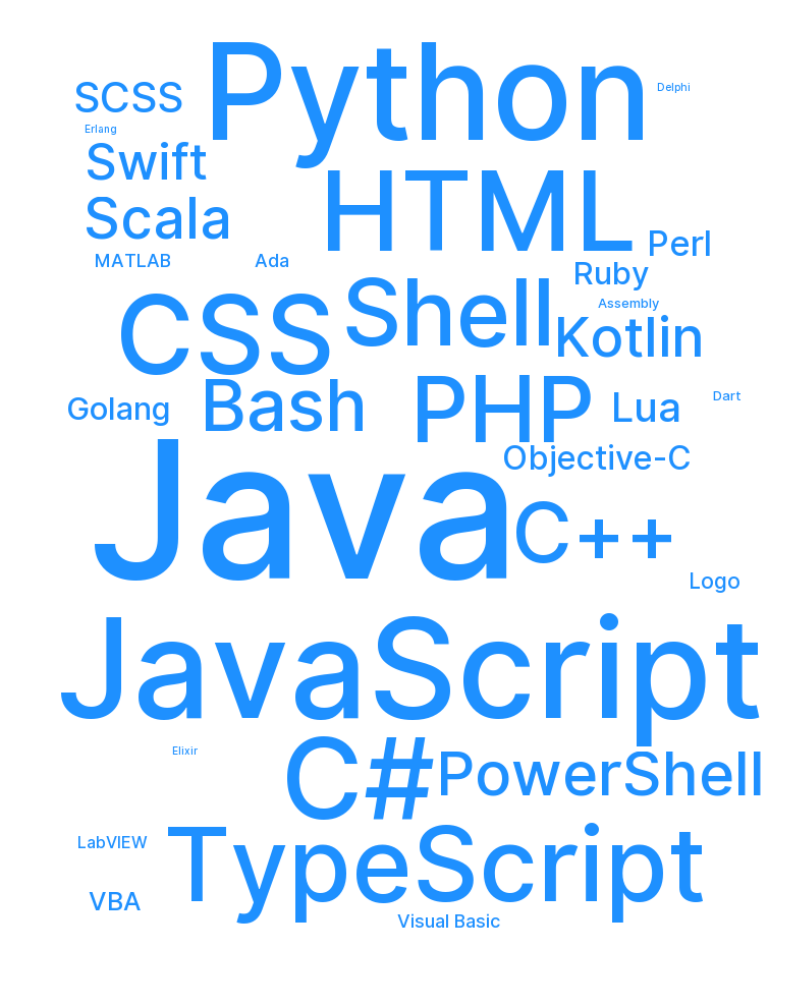 Python
SCSS
Delphi
Erlang
Swift
HTML
Scala
Perl
MATLAB
Ada
Ruby
Shell
Assembly
CSS
Kotlin
Bash
PHP
Golang
Lua
Dart
Java
Objective-C
C++
Logo
JavaScript
Elixir
C#
PowerShell
TypeScript
LabVIEW
VBA
Visual Basic